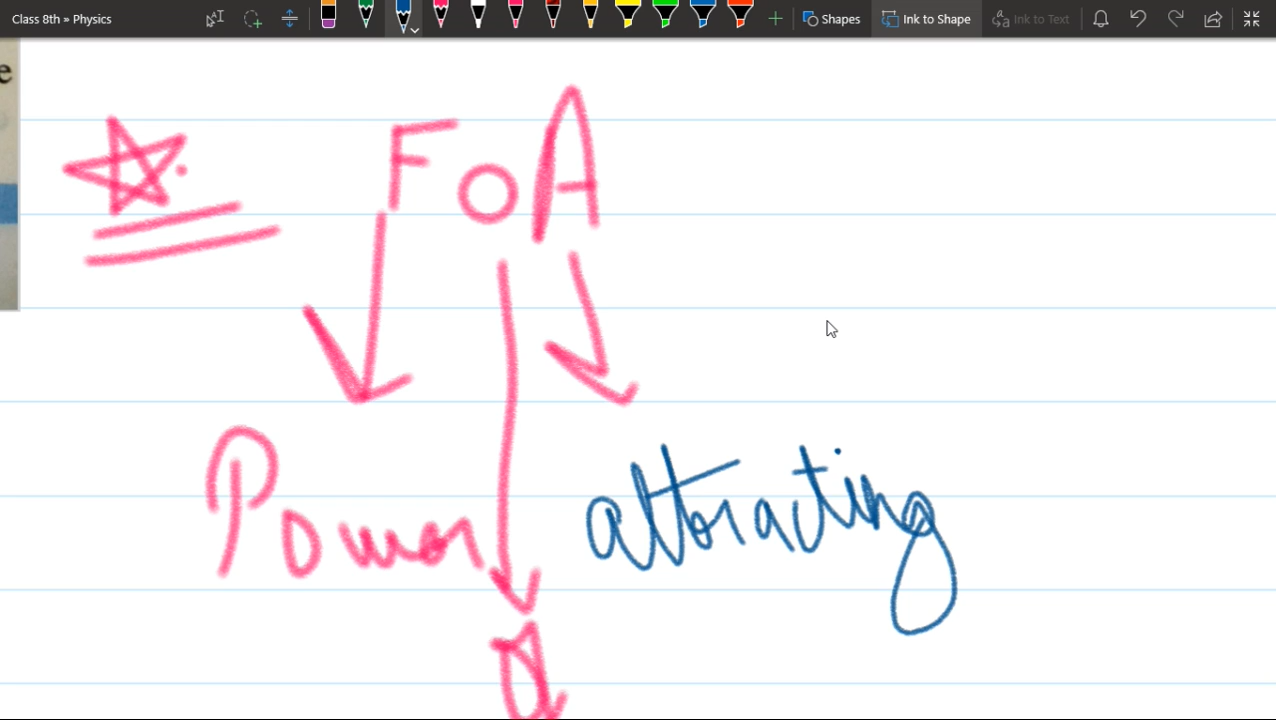 Class 8th » Physics
Shapes
Ink to Shape
Ink to Text
e
FoA
Power
attracting